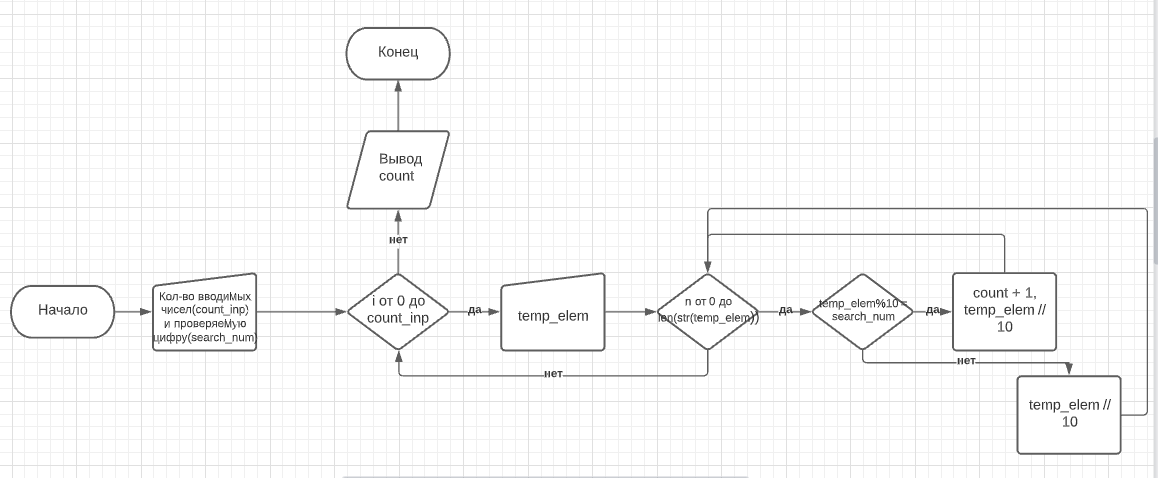 Конец
Вывод
count
нет
Начало
Кол-во вводимых
чисел(count_inp)
и проверяемую
цифру(search_num)
i от 0 до
count_inp
да
temp_elem
n от 0 до
len(str(temp_elem))
да
temp_elem%10 =
search_num
да
count + 1,
temp_elem //
10
нет
нет
temp_elem //
10